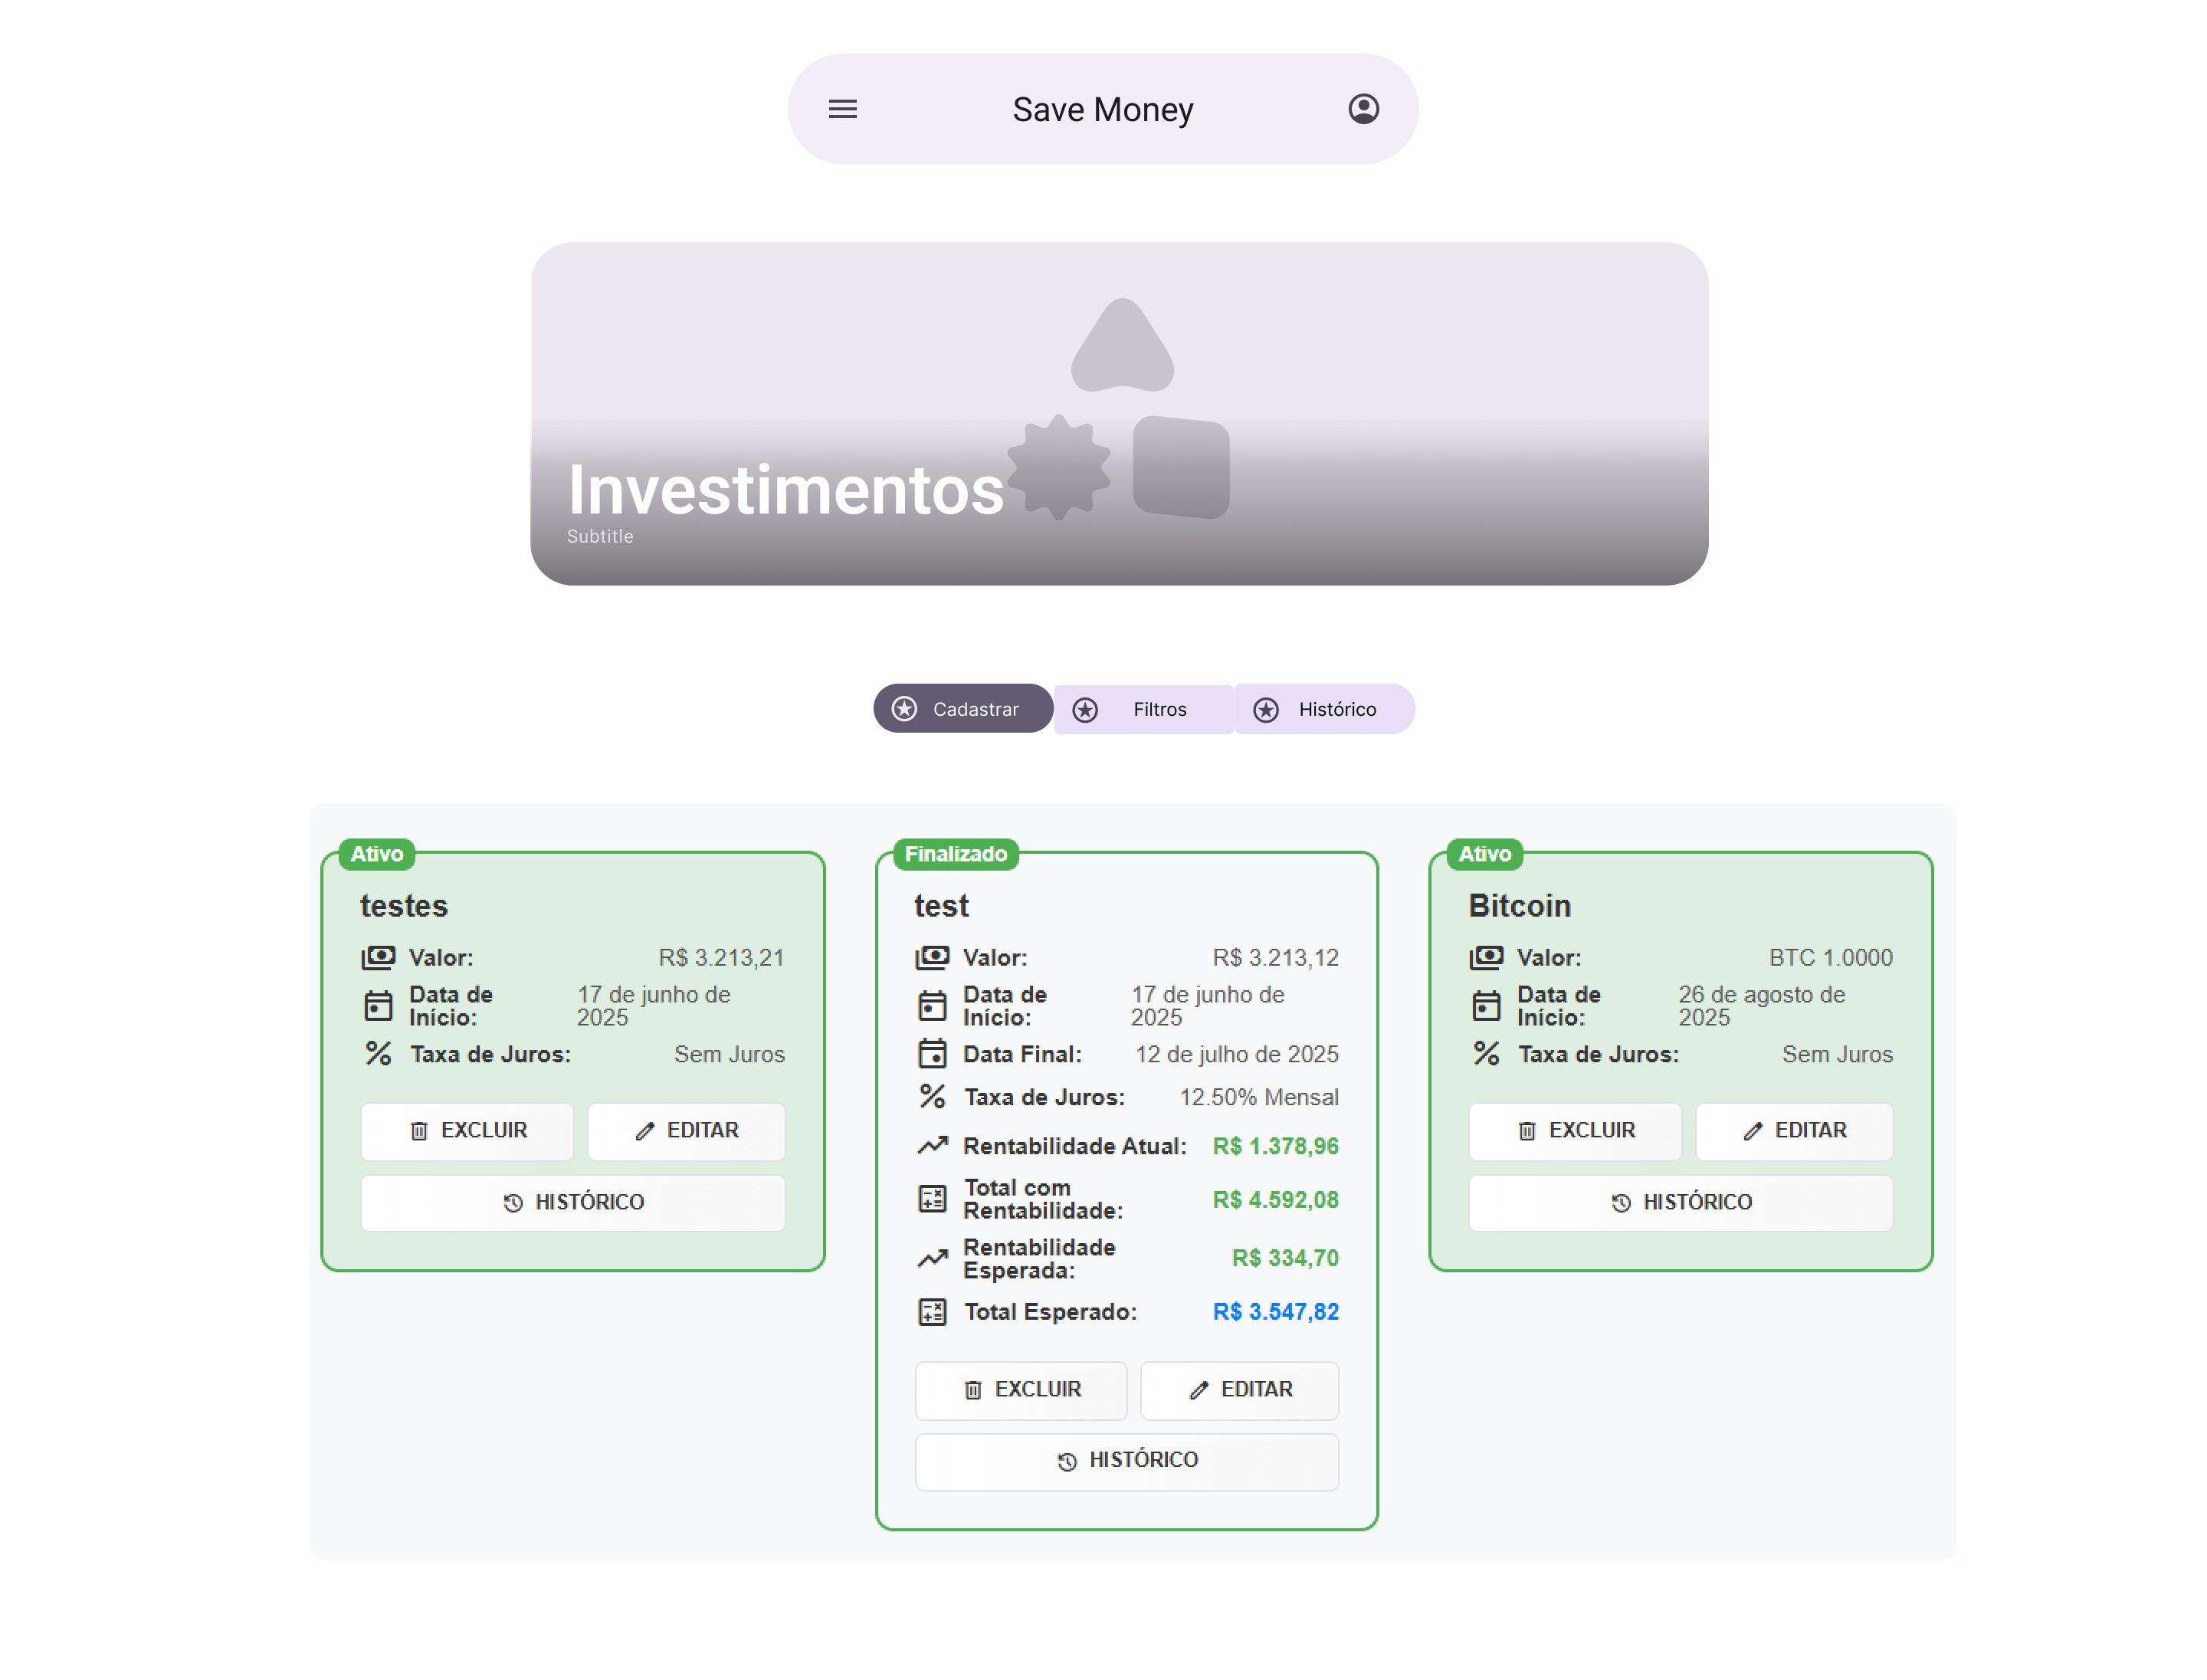 Save Money
Investimentos
Subtitle
Cadastrar
Filtros
Histórico
Ativo
testes
Valor: R$ 3.213,21
Data de
Início:
17 de junho de
2025
Taxa de Juros: Sem Juros
EXCLUIR
EDITAR
HISTÓRICO
Finalizado
test
Valor: R$ 3.213,12
Data de
Início:
17 de junho de
2025
Data Final: 12 de julho de 2025
Taxa de Juros: 12.50% Mensal
Rentabilidade Atual: R$ 1.378,96
Total com
Rentabilidade:
R$ 4.592,08
Rentabilidade
Esperada:
R$ 334,70
Total Esperado: R$ 3.547,82
EXCLUIR
EDITAR
HISTÓRICO
Ativo
Bitcoin
Valor: BTC 1.0000
Data de
Início:
26 de agosto de
2025
Taxa de Juros: Sem Juros
EXCLUIR
EDITAR
HISTÓRICO